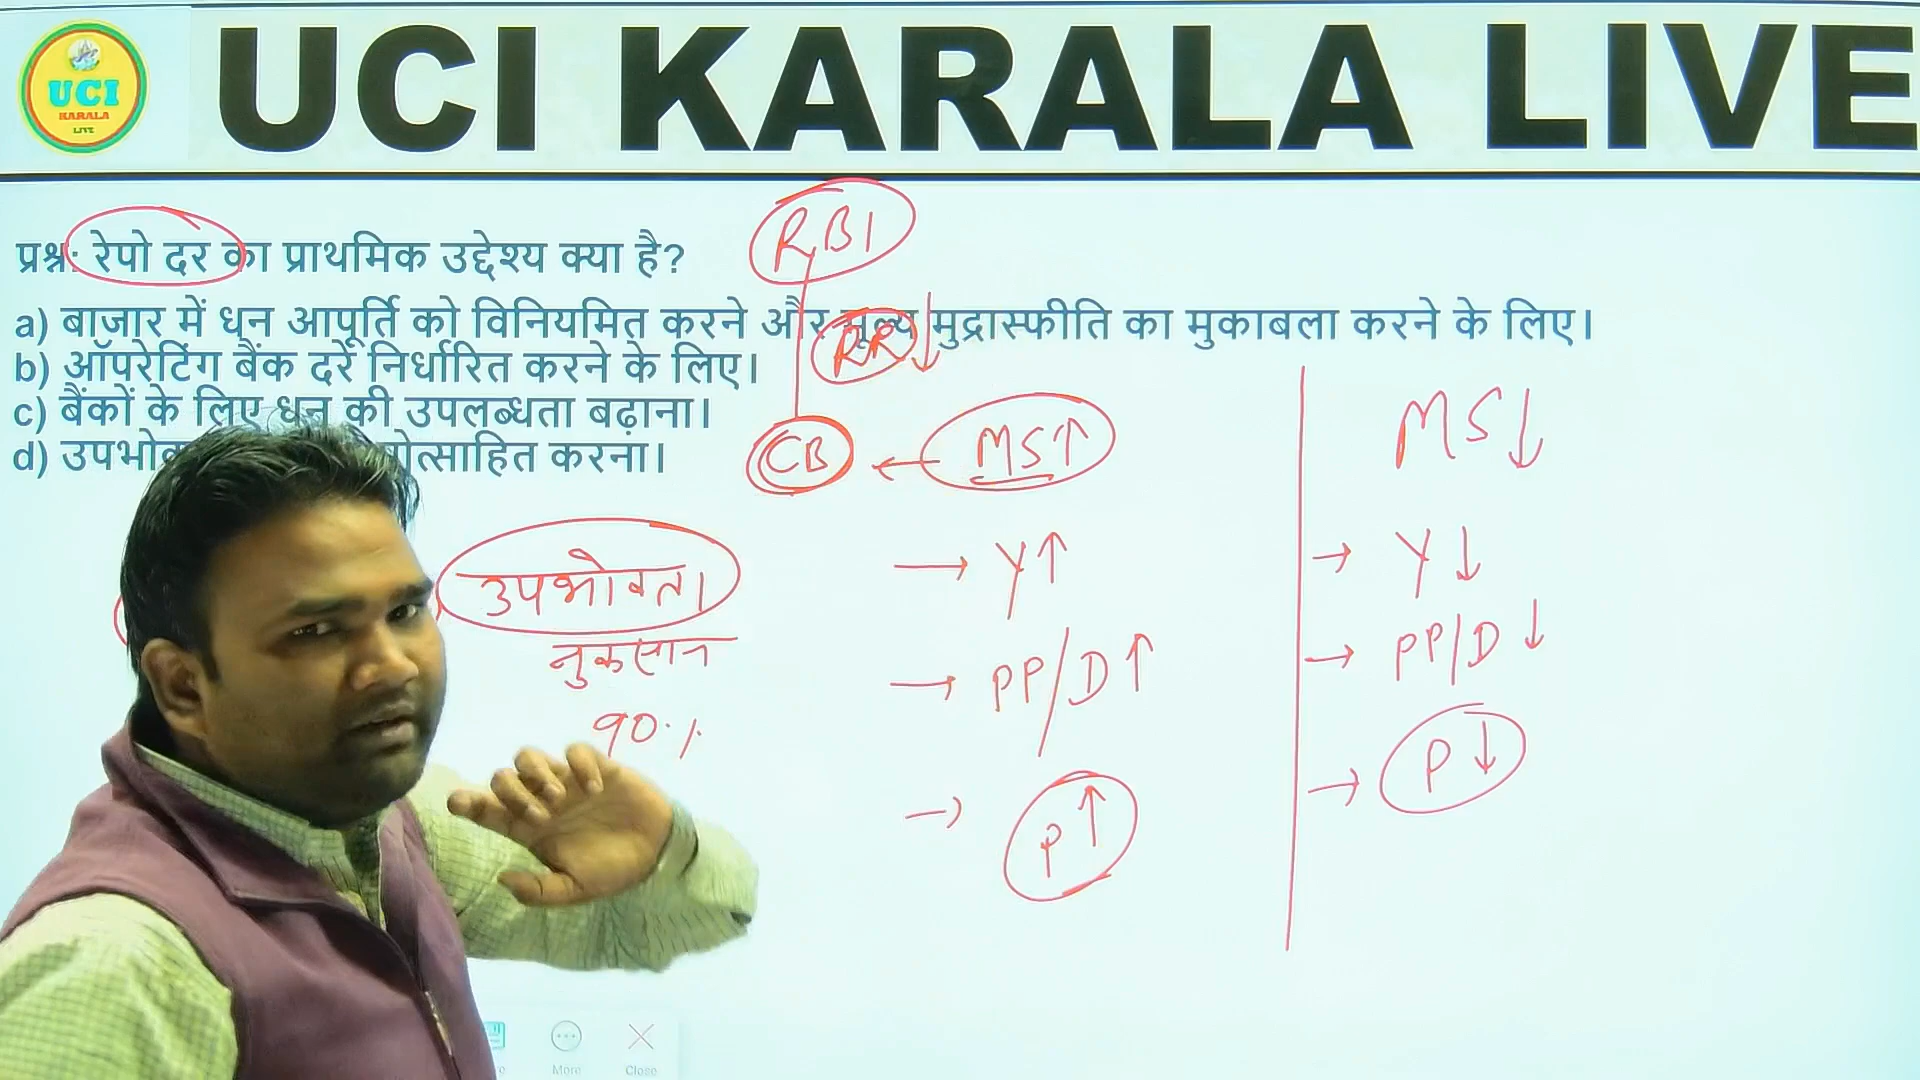 UCI KARALA LIVE
UCI
KARALA
LIVE
प्रश्न: रेपो दर का प्राथमिक उद्देश्य क्या है?
RBI
a) बाजार में धन आपूर्ति को विनियमित करने और मूल्य मुद्रास्फीति का मुकाबला करने के लिए।
RR↓
b) ऑपरेटिंग बैंक दरें निर्धारित करने के लिए।
c) बैंकों के लिए धन की उपलब्धता बढ़ाना।
d) उपभो त्साहित करना।
CB ← MS↑
MS↓
उपभोक्ता
नुकसान
90%
→ Y↑
→ PP/D↑
→ P↑
→ Y↓
→ PP/D↓
→ P↓
More
Close